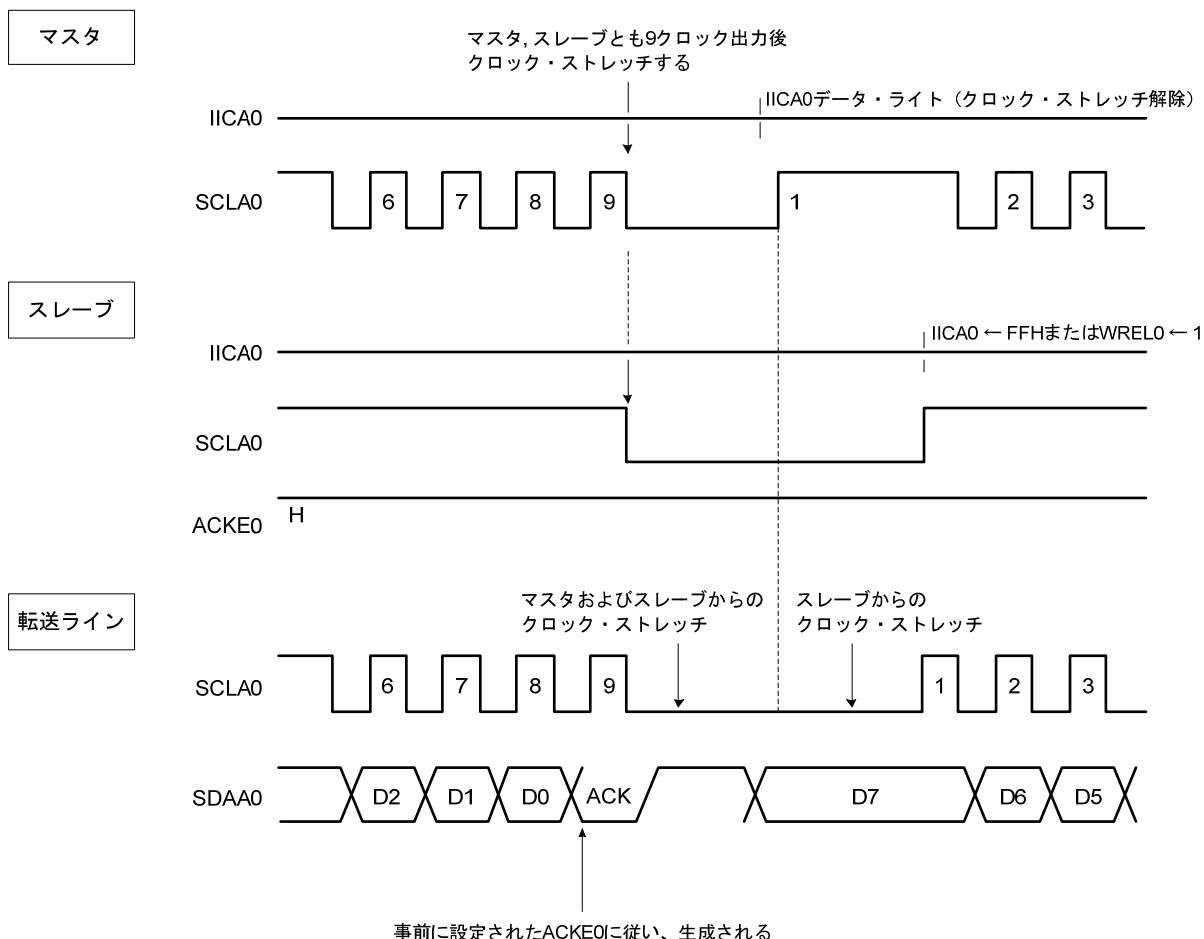 マスタ
マスタ, スレーブとも9クロック出力後
クロック・ストレッチする
IICA0データ・ライト（クロック・ストレッチ解除）
IICA0
SCLA0
6 7 8 9 1 2 3
スレーブ
IICA0 ← FFHまたはWREL0 ← 1
IICA0
SCLA0
H
ACKE0
転送ライン
マスタおよびスレーブからの
クロック・ストレッチ
スレーブからの
クロック・ストレッチ
SCLA0
6 7 8 9 1 2 3
SDAA0
D2 D1 D0 ACK D7 D6 D5
事前に設定されたACKE0に従い、生成される